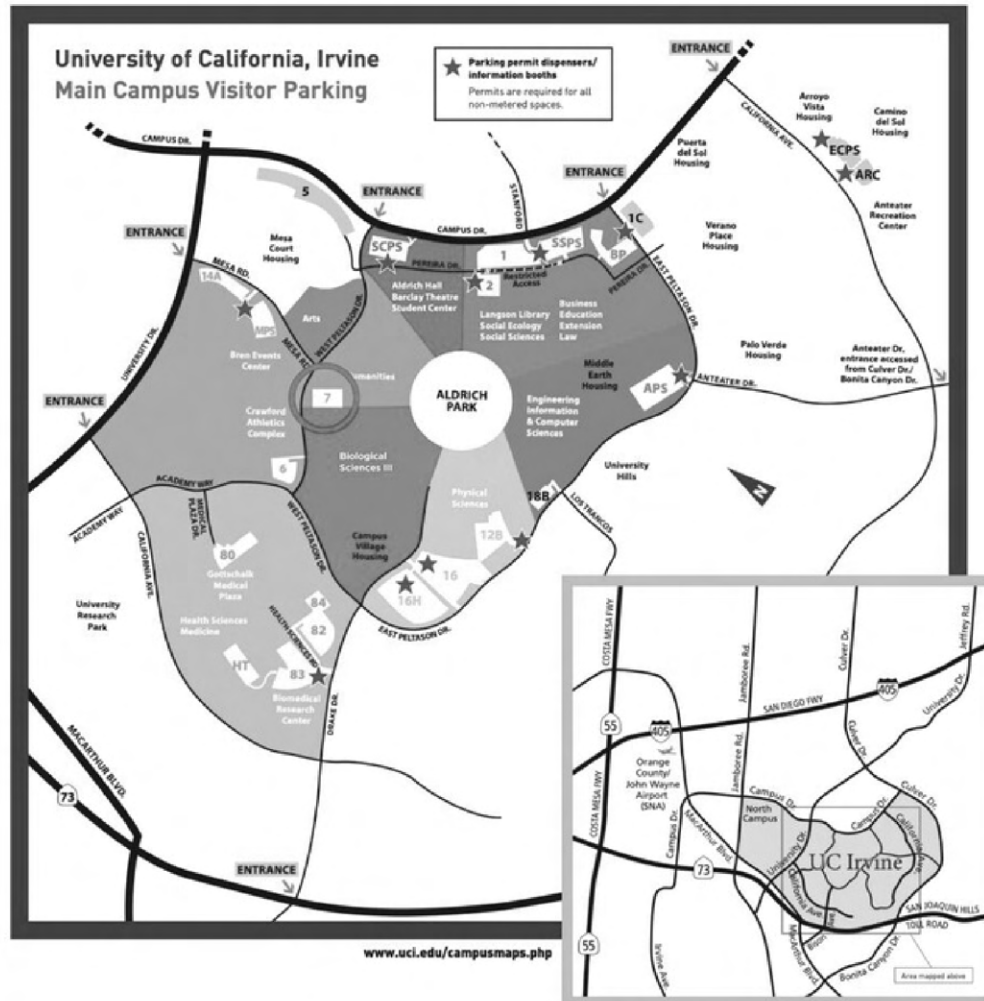 University of California, Irvine
Main Campus Visitor Parking
Parking permit dispensers/
information booths
Permits are required for all
non-metered spaces.
ENTRANCE
CALIFORNIA AVE.
Arroyo
Vista
Housing
Camino
del Sol
Housing
ECPS
ARC
Anteater
Recreation
Center
Puerta
del Sol
Housing
Verano
Place
Housing
CAMPUS DR.
5
ENTRANCE
STANFORD
ENTRANCE
1C
CAMPUS DR.
SCPS
1
SSPS
8P
PEREIRA DR.
Restricted
Access
2
PEREIRA DR.
EAST PELTASON DR.
ENTRANCE
Mesa
Court
Housing
MESA RD.
14A
MPS
Arts
WEST PELTASON DR.
Aldrich Hall
Barclay Theatre
Student Center
Langson Library
Social Ecology
Social Sciences
Business
Education
Extension
Law
UNIVERSITY DR.
Bren Events
Center
MESA RD.
umanities
7
ALDRICH
PARK
Middle
Earth
Housing
APS
ANTEATER DR.
Palo Verde
Housing
Anteater Dr.
entrance accessed
from Culver Dr./
Bonita Canyon Dr.
ENTRANCE
Crawford
Athletics
Complex
Engineering
Information
& Computer
Sciences
6
Biological
Sciences III
University
Hills
N
ACADEMY WAY
ACADEMY WAY
MEDICAL
PLAZA DR.
WEST PELTASON DR.
Physical
Sciences
18B
LOS TRANCOS
12B
CALIFORNIA AVE.
80
Gottschalk
Medical
Plaza
Campus
Village
Housing
16
16H
EAST PELTASON DR.
University
Research
Park
Health Sciences
Medicine
84
82
HEALTH SCIENCES RD.
HT
83
Biomedical
Research
Center
DRAKE DR.
MACARTHUR BLVD.
73
ENTRANCE
www.uci.edu/campusmaps.php
COSTA MESA FWY
Jamboree Rd.
Culver Dr.
Jeffrey Rd.
55
405
SAN DIEGO FWY
405
University Dr.
Culver Dr.
Orange
County/
John Wayne
Airport
(SNA)
Jamboree Rd.
COSTA MESA FWY
Campus Dr.
North
Campus
Campus Dr.
Culver Dr.
Campus Dr.
MacArthur Blvd.
University Dr.
UC Irvine
California Ave.
73
California Ave.
Bison Ave.
SAN JOAQUIN HILLS
TOLL ROAD
MacArthur Blvd.
Bonita Canyon Dr.
55
Irvine Ave
Area mapped above